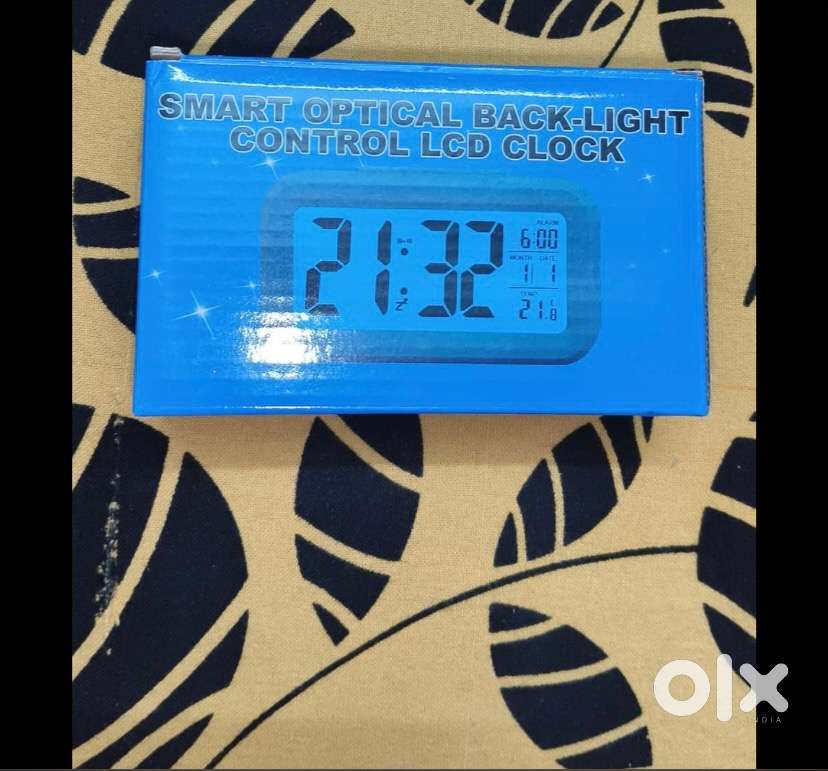 SMART OPTICAL BACK-LIGHT
CONTROL LCD CLOCK
21:32
ALARM
6:00
MONTH DATE
1 1
TEMP
21.8
C
Z
olx
INDIA